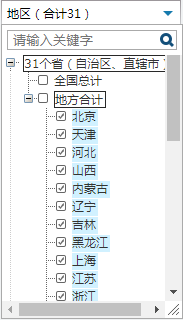 地区（合计31）
请输入关键字
31个省（自治区、直辖市）
全国总计
地方合计
北京
天津
河北
山西
内蒙古
辽宁
吉林
黑龙江
上海
江苏
浙江